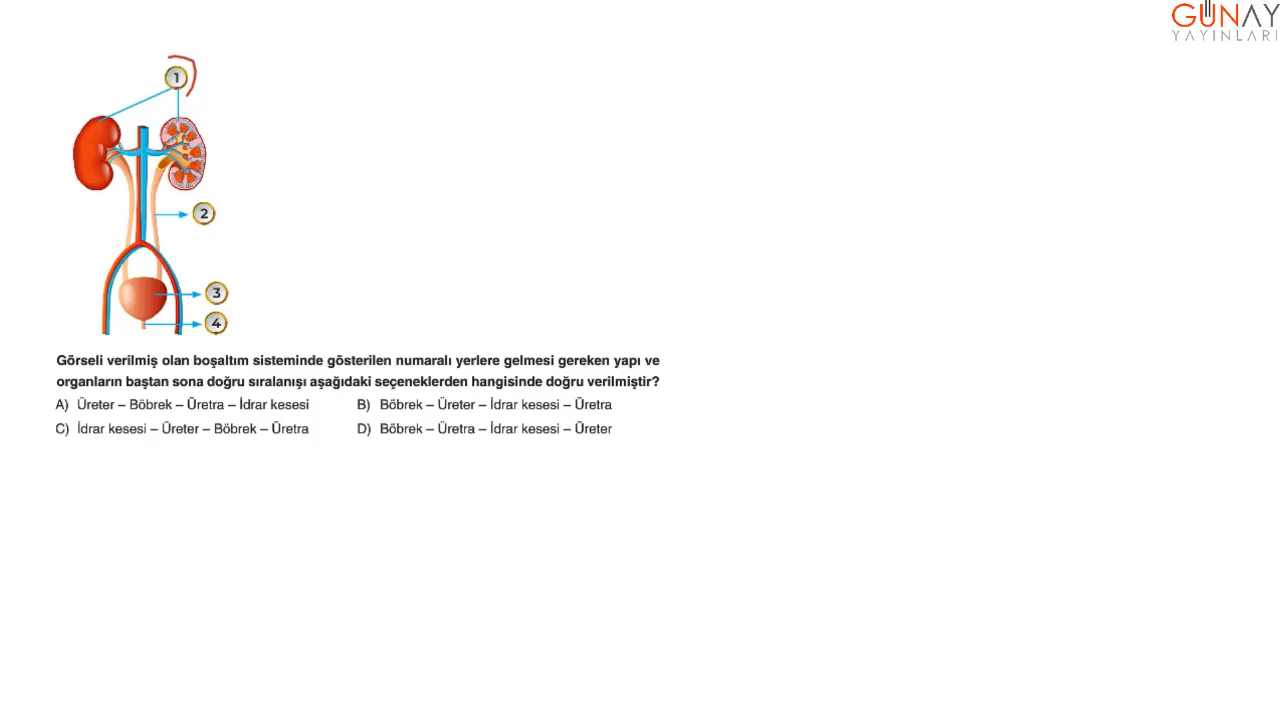 GÜNAY
YAYINLARI
1
2
3
4
Görseli verilmiş olan boşaltım sisteminde gösterilen numaralı yerlere gelmesi gereken yapı ve
organların baştan sona doğru sıralanışı aşağıdaki seçeneklerden hangisinde doğru verilmiştir?
A) Üreter – Böbrek – Üretra – İdrar kesesi B) Böbrek – Üreter – İdrar kesesi – Üretra
C) İdrar kesesi – Üreter – Böbrek – Üretra D) Böbrek – Üretra – İdrar kesesi – Üreter